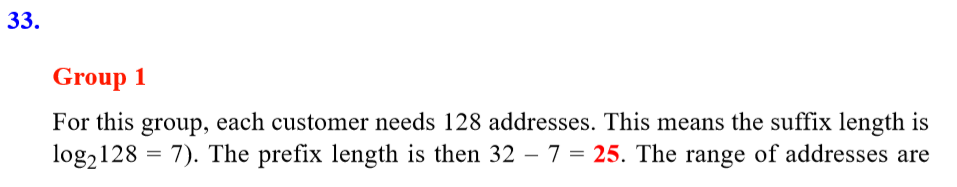 33.
Group 1
For this group, each customer needs 128 addresses. This means the suffix length is
log₂128 = 7). The prefix length is then 32 – 7 = 25. The range of addresses are